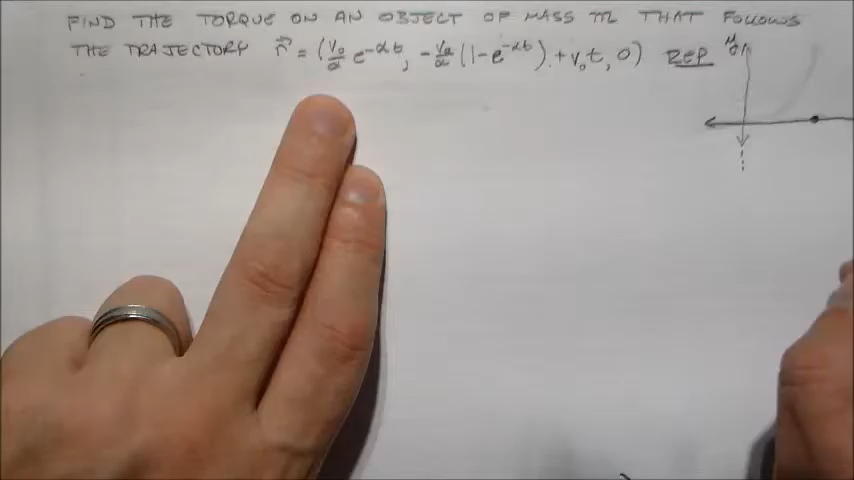 FIND THE TORQUE ON AN OBJECT OF MASS m THAT FOLLOWS
THE TRAJECTORY r⃗ = (V₀/α e^-αt, -V₀/α (1-e^-αt) + V₀t, 0) REP